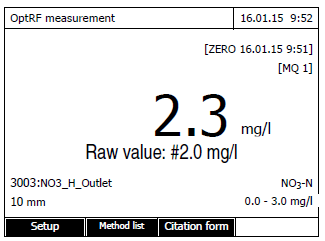 OptRF measurement 16.01.15 9:52
[ZERO 16.01.15 9:51]
[MQ 1]
2.3 mg/l
Raw value: #2.0 mg/l
3003:NO3_H_Outlet NO₃-N
10 mm 0.0 - 3.0 mg/l
Setup Method list Citation form